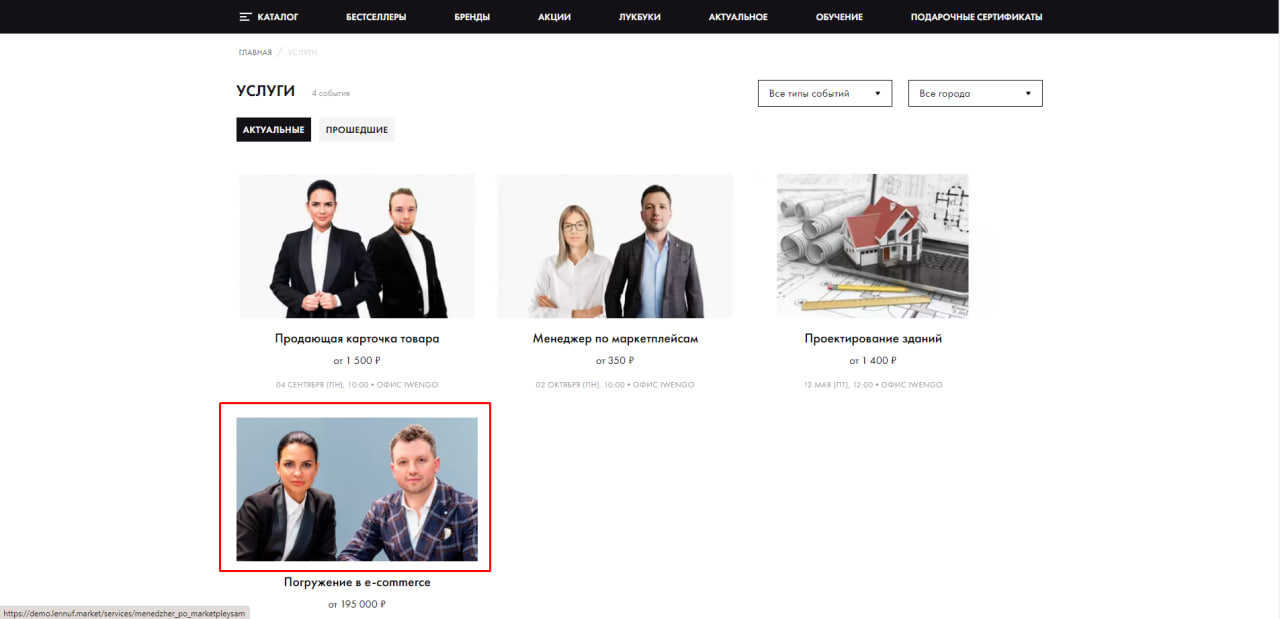 КАТАЛОГ БЕСТСЕЛЛЕРЫ БРЕНДЫ АКЦИИ ЛУКБУКИ АКТУАЛЬНОЕ ОБУЧЕНИЕ ПОДАРОЧНЫЕ СЕРТИФИКАТЫ
ГЛАВНАЯ / УСЛУГИ
УСЛУГИ 4 события
Все типы событий
Все города
АКТУАЛЬНЫЕ ПРОШЕДШИЕ
Продающая карточка товара
от 1 500 ₽
04 СЕНТЯБРЯ (ПН), 10:00 • ОФИС IWENGO
Менеджер по маркетплейсам
от 350 ₽
02 ОКТЯБРЯ (ПН), 10:00 • ОФИС IWENGO
Проектирование зданий
от 1 400 ₽
12 МАЯ (ПТ), 12:00 • ОФИС IWENGO
Погружение в e-commerce
от 195 000 ₽
https://demo.lennuf.market/services/menedzher_po_marketpleysam